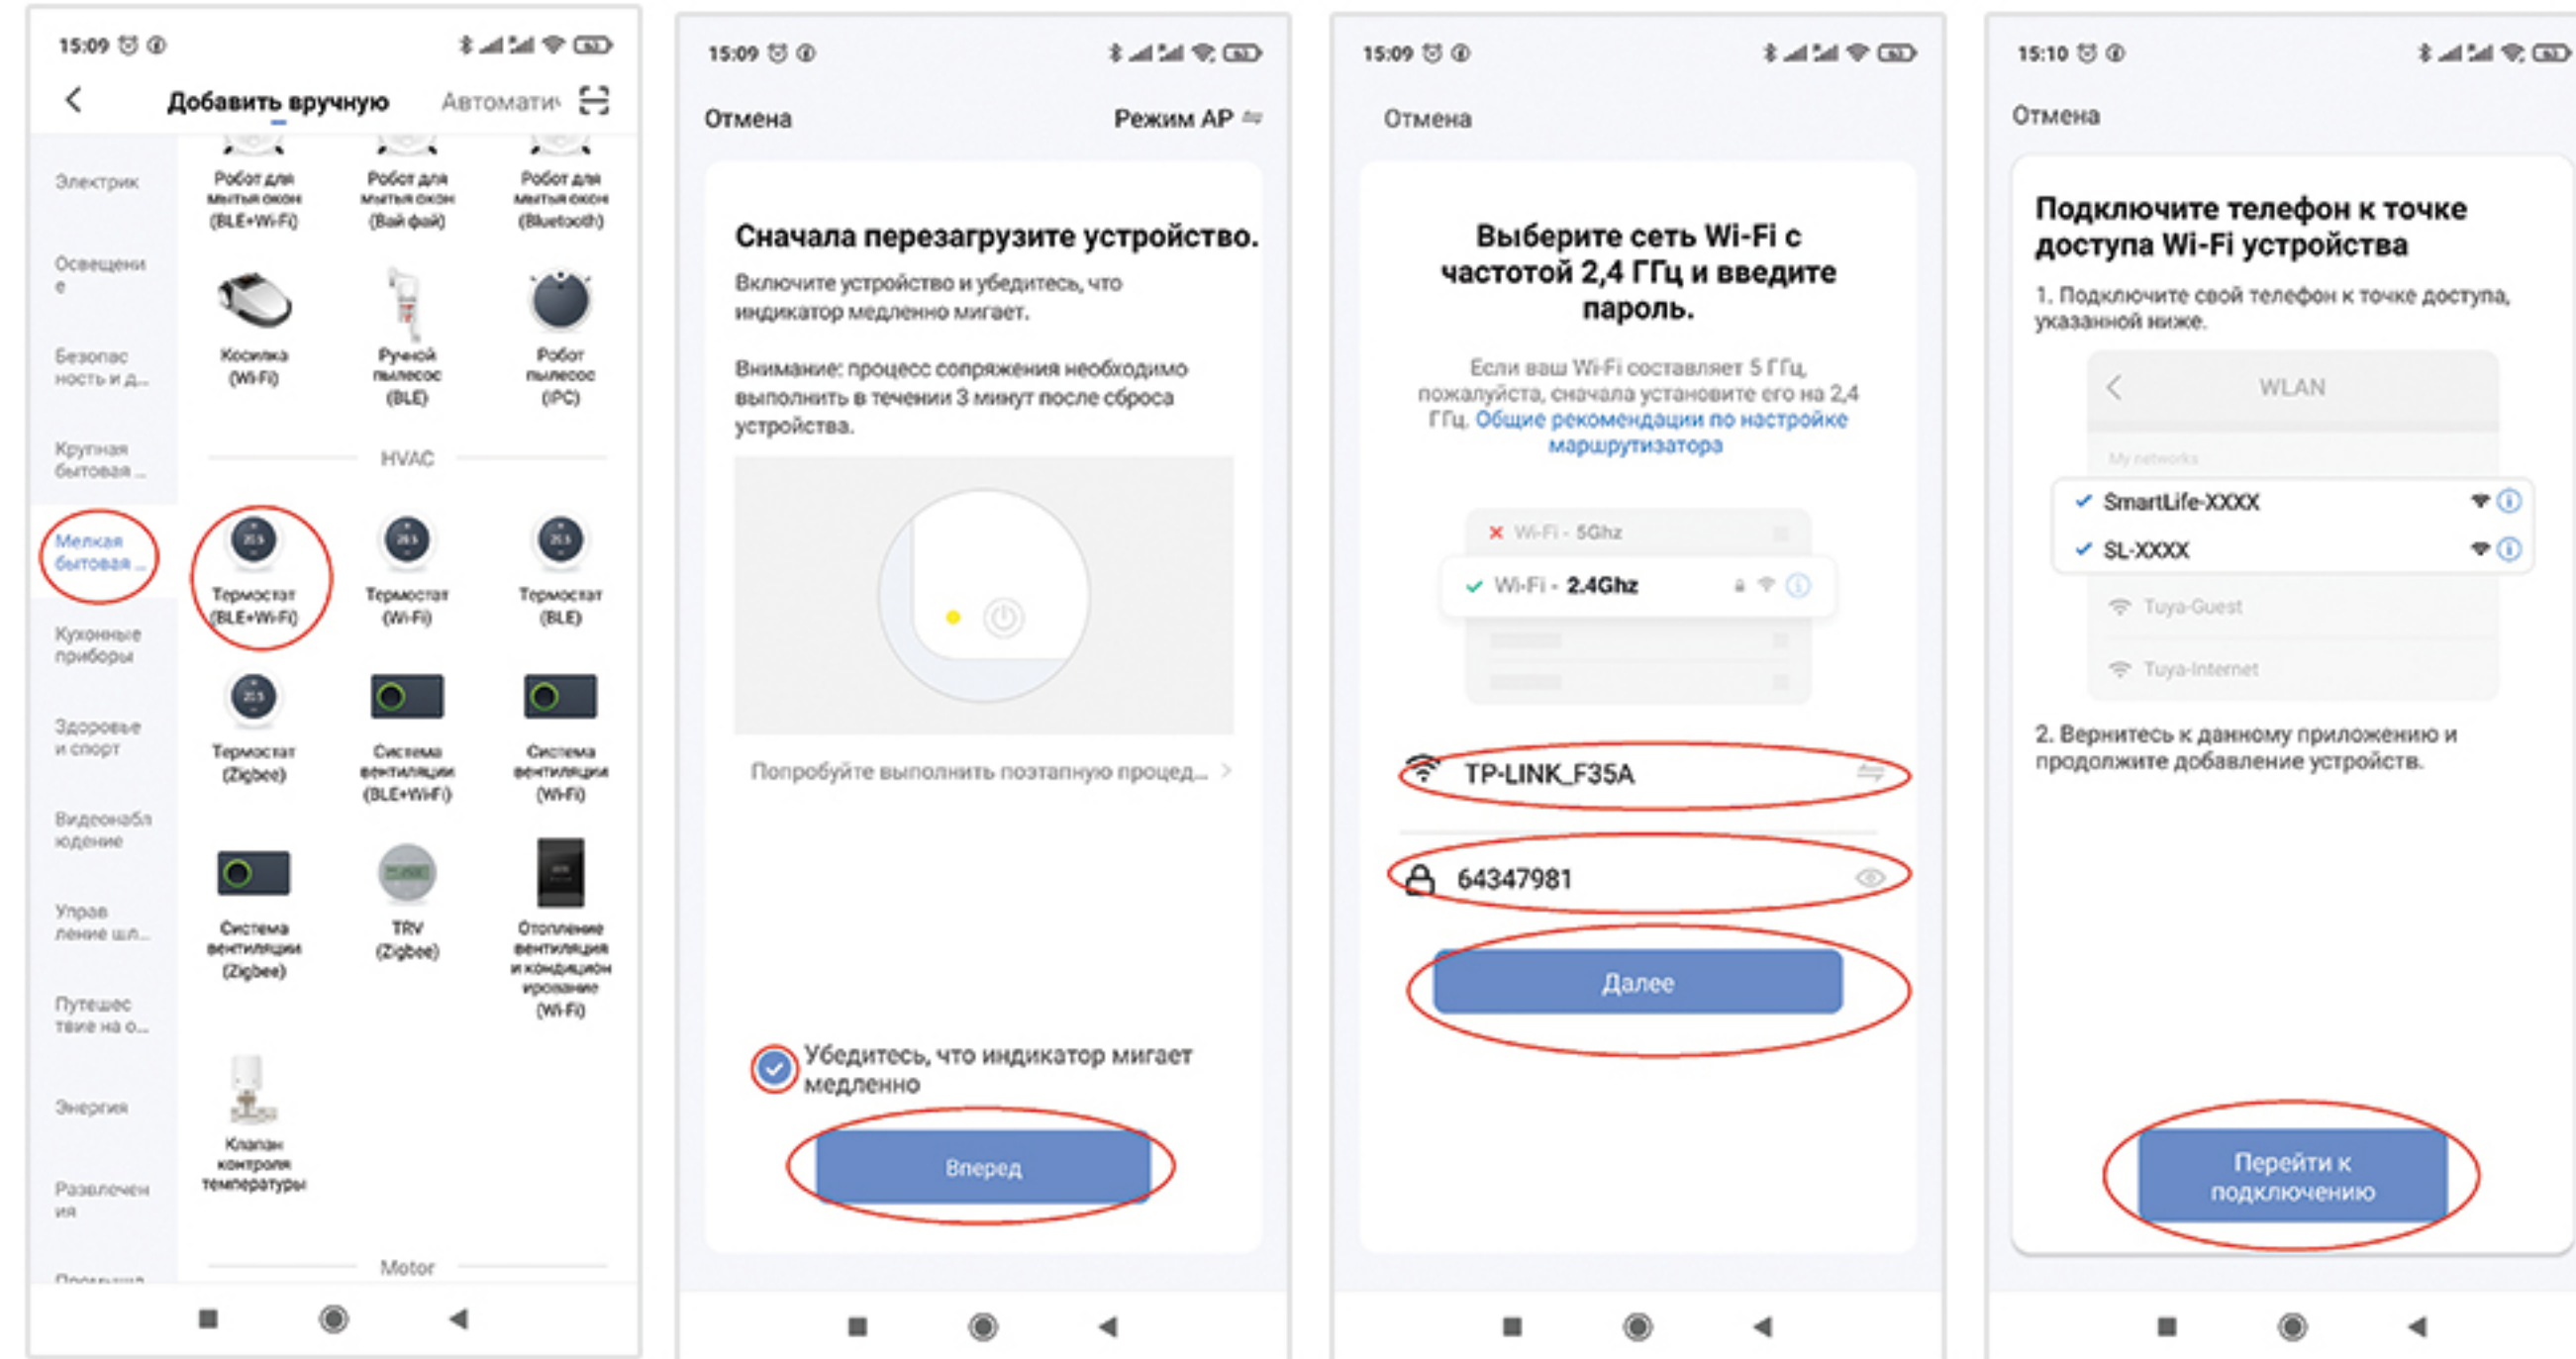 15:09
Добавить вручную Автомати
Электрик
Освещени
е
Безопас
ность и д...
Крупная
бытовая ...
Мелкая
бытовая ...
Кухонные
приборы
Здоровье
и спорт
Видеонабл
юдение
Управ
ление шл...
Путешес
твие на о...
Энергия
Развлечен
ия
Робот для
мытья окон
(BLE+Wi-Fi)
Робот для
мытья окон
(Вай фай)
Робот для
мытья окон
(Bluetooth)
Косилка
(Wi-Fi)
Ручной
пылесос
(BLE)
Робот
пылесос
(IPC)
HVAC
Термостат
(BLE+Wi-Fi)
Термостат
(Wi-Fi)
Термостат
(BLE)
Термостат
(Zigbee)
Система
вентиляции
(BLE+Wi-Fi)
Система
вентиляции
(Wi-Fi)
Система
вентиляции
(Zigbee)
TRV
(Zigbee)
Отопление
вентиляция
и кондицион
ирование
(Wi-Fi)
Клапан
контроля
температуры
Motor
15:09
Отмена Режим AP
Сначала перезагрузите устройство.
Включите устройство и убедитесь, что
индикатор медленно мигает.
Внимание: процесс сопряжения необходимо
выполнить в течении 3 минут после сброса
устройства.
Попробуйте выполнить поэтапную процед... >
Убедитесь, что индикатор мигает
медленно
Вперед
15:09
Отмена
Выберите сеть Wi-Fi с
частотой 2,4 ГГц и введите
пароль.
Если ваш Wi-Fi составляет 5 ГГц,
пожалуйста, сначала установите его на 2,4
ГГц. Общие рекомендации по настройке
маршрутизатора
Wi-Fi - 5Ghz
Wi-Fi - 2.4Ghz
TP-LINK_F35A
64347981
Далее
15:10
Отмена
Подключите телефон к точке
доступа Wi-Fi устройства
1. Подключите свой телефон к точке доступа,
указанной ниже.
WLAN
My networks
SmartLife-XXXX
SL-XXXX
Tuya-Guest
Tuya-Internet
2. Вернитесь к данному приложению и
продолжите добавление устройств.
Перейти к
подключению